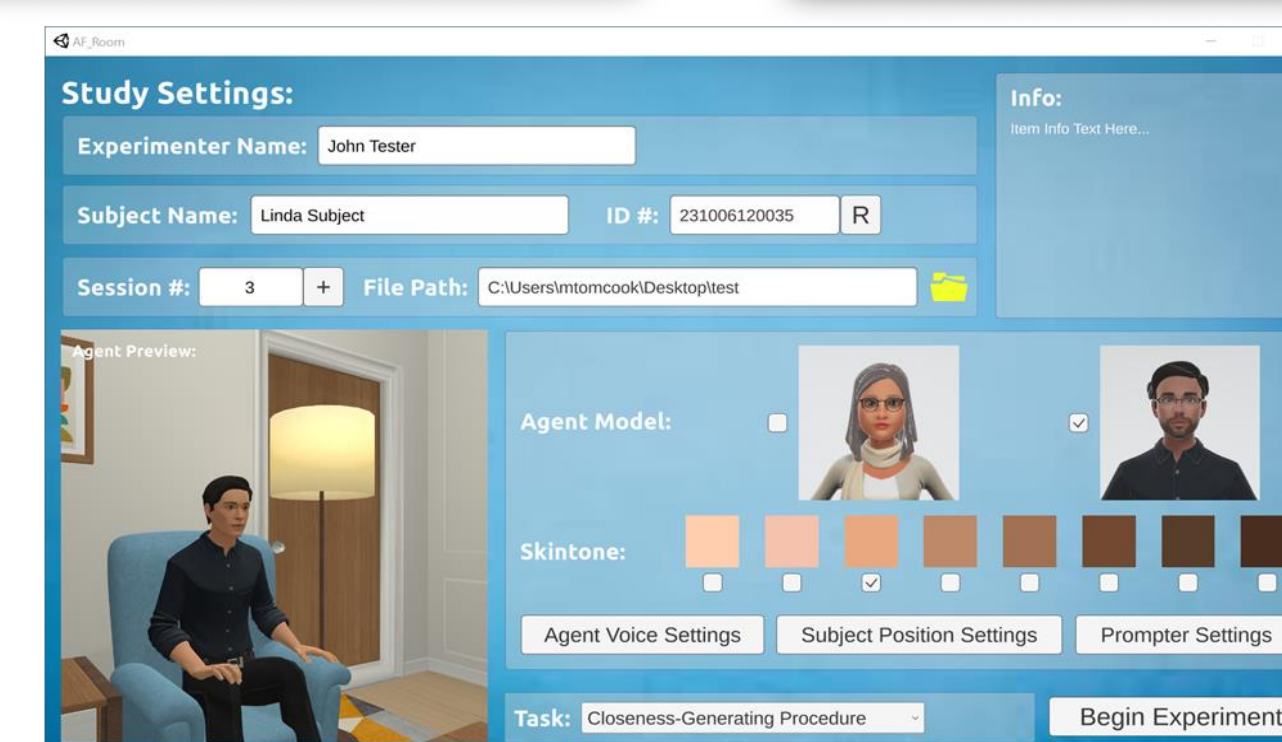 AF_Room
Study Settings:
Info:
Item Info Text Here...
Experimenter Name: John Tester
Subject Name: Linda Subject ID #: 231006120035 R
Session #: 3 + File Path: C:\Users\mtomcook\Desktop\test
Agent Preview:
Agent Model:
Skintone:
Agent Voice Settings Subject Position Settings Prompter Settings
Task: Closeness-Generating Procedure Begin Experiment